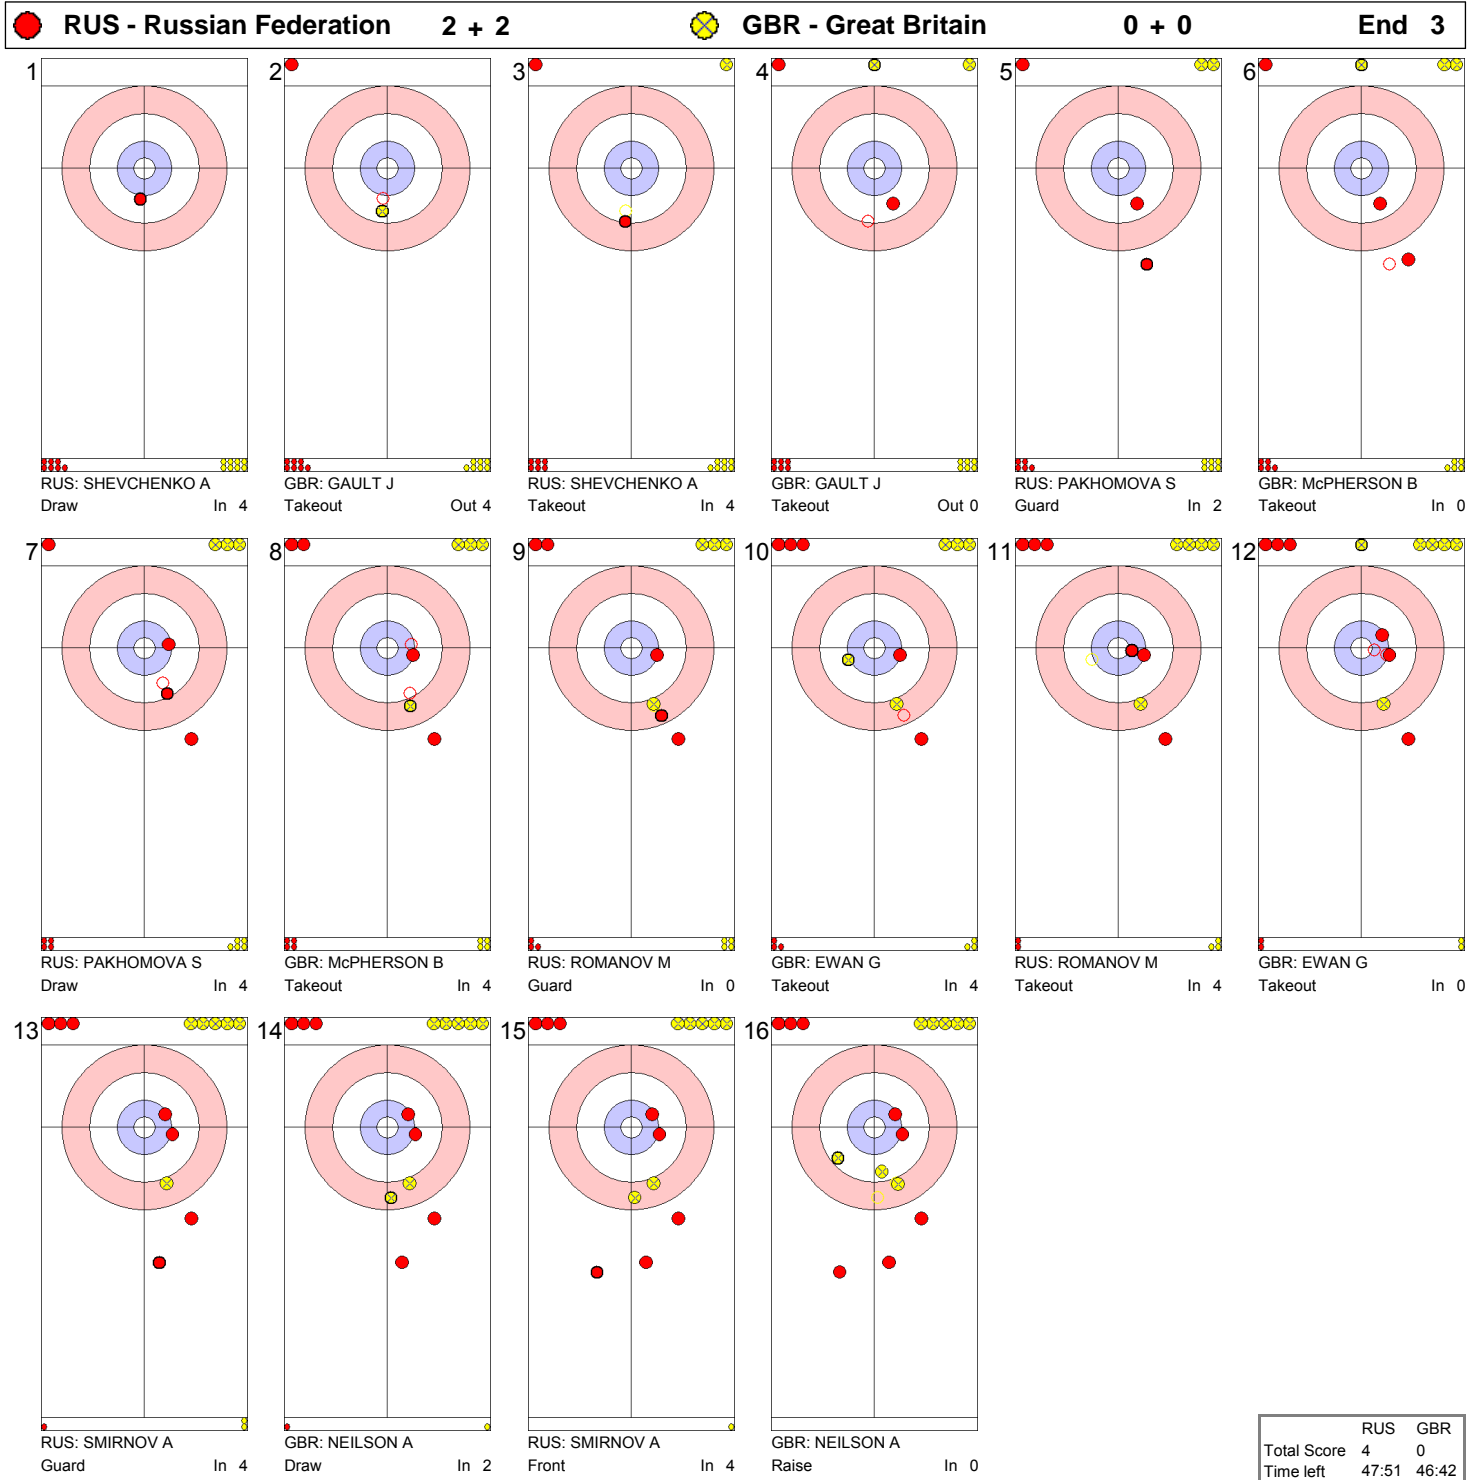 RUS - Russian Federation 2 + 2 GBR - Great Britain 0 + 0 End 3
1 2 3 4 5 6
RUS: SHEVCHENKO A GBR: GAULT J RUS: SHEVCHENKO A GBR: GAULT J RUS: PAKHOMOVA S GBR: McPHERSON B
Draw In 4 Takeout Out 4 Takeout In 4 Takeout Out 0 Guard In 2 Takeout In 0
7 8 9 10 11 12
RUS: PAKHOMOVA S GBR: McPHERSON B RUS: ROMANOV M GBR: EWAN G RUS: ROMANOV M GBR: EWAN G
Draw In 4 Takeout In 4 Guard In 0 Takeout In 4 Takeout In 4 Takeout In 0
13 14 15 16
RUS: SMIRNOV A GBR: NEILSON A RUS: SMIRNOV A GBR: NEILSON A
Guard In 4 Draw In 2 Front In 4 Raise In 0
RUS GBR
Total Score 4 0
Time left 47:51 46:42